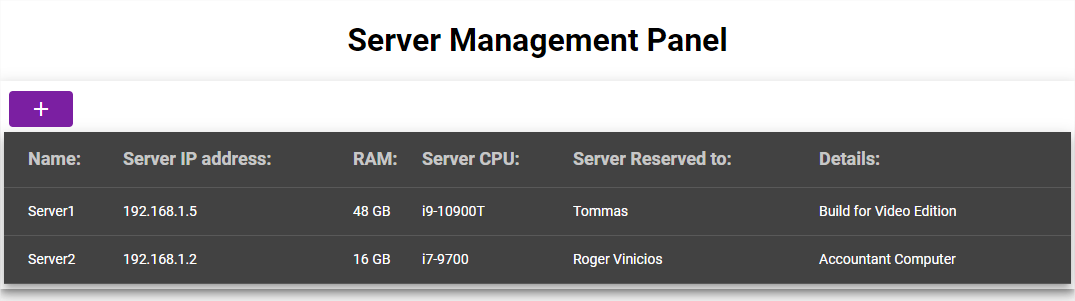 Server Management Panel
+
Name: Server IP address: RAM: Server CPU: Server Reserved to: Details:
Server1 192.168.1.5 48 GB i9-10900T Tommas Build for Video Edition
Server2 192.168.1.2 16 GB i7-9700 Roger Vinicios Accountant Computer